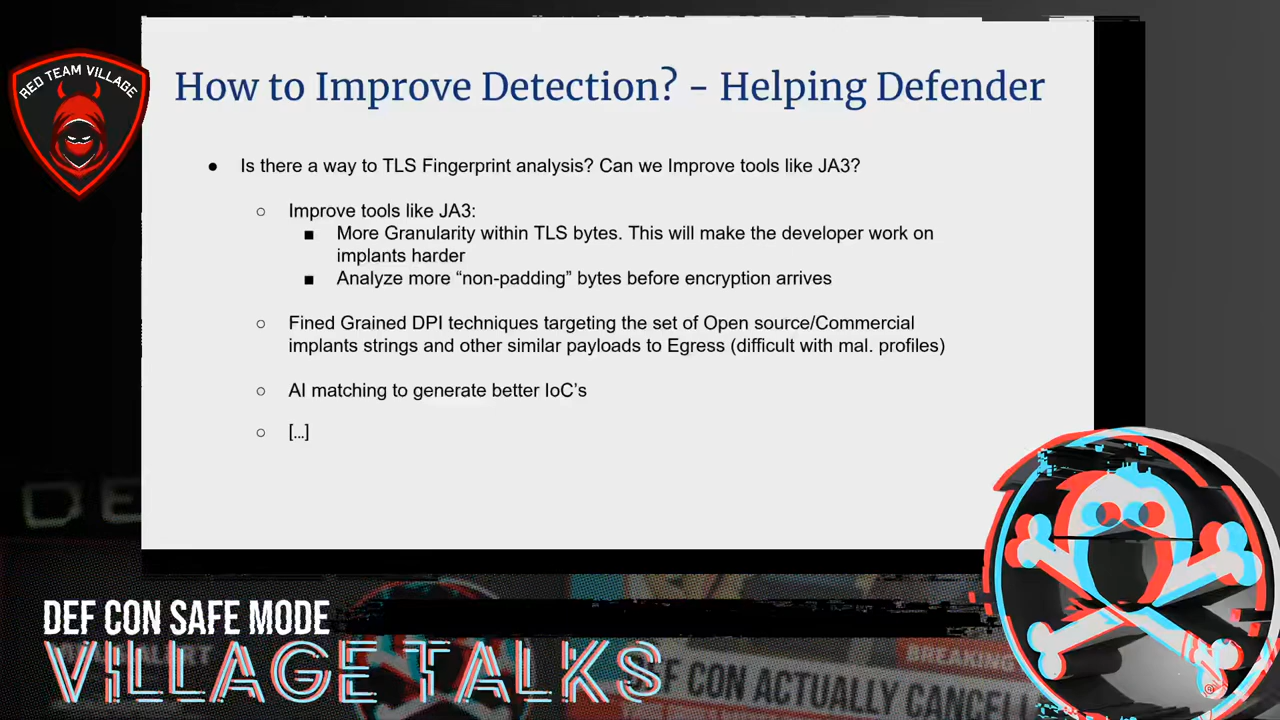 RED TEAM VILLAGE
How to Improve Detection? - Helping Defender
● Is there a way to TLS Fingerprint analysis? Can we Improve tools like JA3?
○ Improve tools like JA3:
■ More Granularity within TLS bytes. This will make the developer work on
implants harder
■ Analyze more “non-padding” bytes before encryption arrives
○ Fined Grained DPI techniques targeting the set of Open source/Commercial
implants strings and other similar payloads to Egress (difficult with mal. profiles)
○ AI matching to generate better IoC's
○ [...]
DE
DEF CON SAFE MODE
VILLAGE TALKS
BREAKING
DEF CON ACTUALLY CANCELL